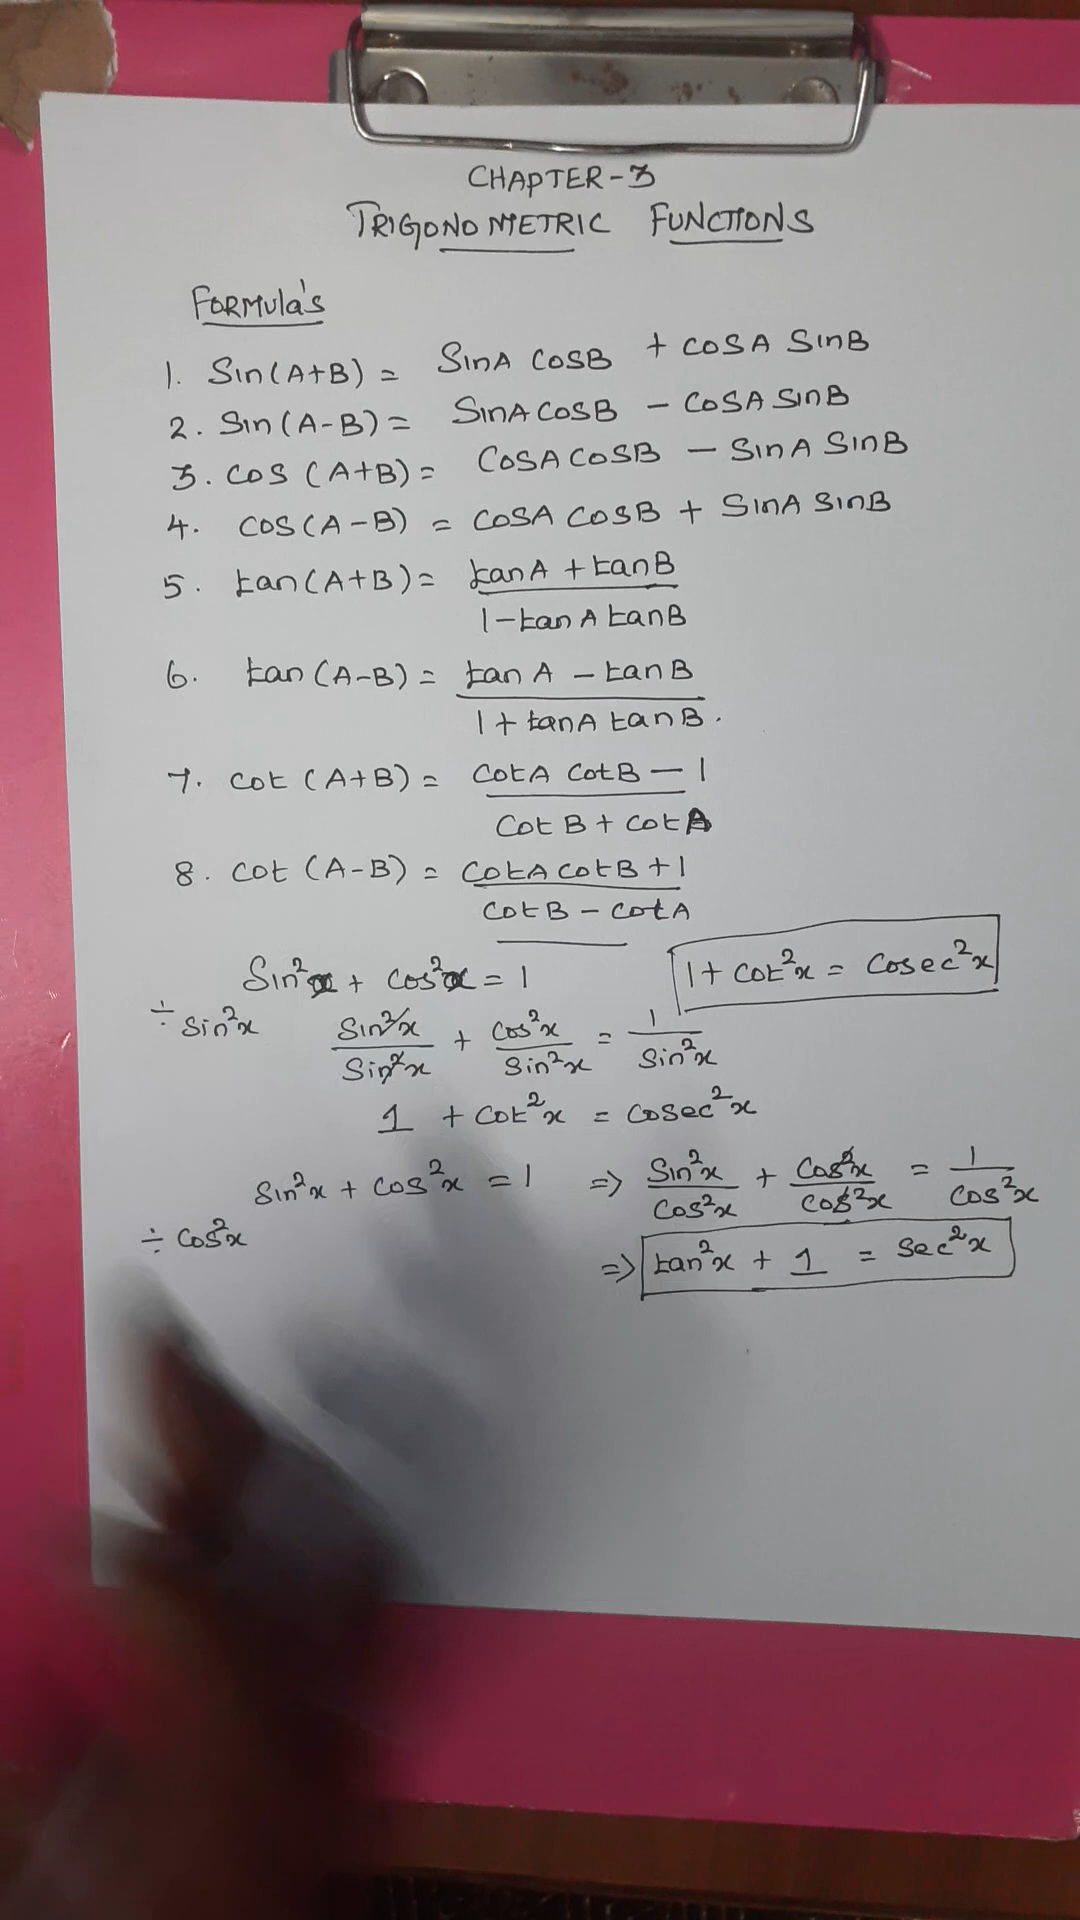 CHAPTER-3
TRIGONOMETRIC FUNCTIONS
FORMULA'S
1. Sin(A+B) = SinA CosB + cosA SinB
2. Sin(A-B) = SinA COSB - COSA SinB
3. COS (A+B) = COSA COSB - SinA SinB
4. COS(A-B) = COSA COSB + SinA SinB
5. tan(A+B) = tanA + tanB
1-tanA tanB
6. tan(A-B) = tanA - tanB
1+tanA tanB.
7. cot (A+B) = cotA cotB - 1
Cot B + cotA
8. cot (A-B) = CotA cotB +1
CotB - cotA
Sin²x + cos²x = 1
1+ cot²x = cosec²x
÷ Sin²x Sin²x/Sin²x + Cos²x/Sin²x = 1/Sin²x
1 + cot²x = cosec²x
Sin²x + cos²x = 1 => Sin²x/Cos²x + Cos²x/cos²x = 1/cos²x
÷ Cos²x
=> tan²x + 1 = Sec²x